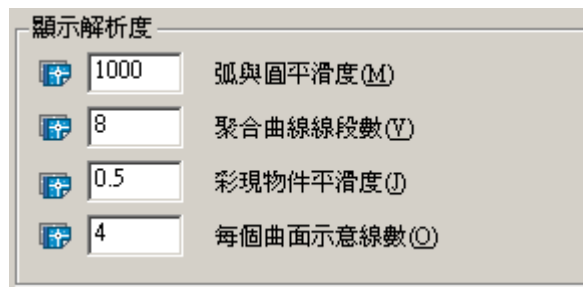 顯示解析度
1000 弧與圓平滑度(M)
8 聚合曲線線段數(V)
0.5 彩現物件平滑度(J)
4 每個曲面示意線數(O)